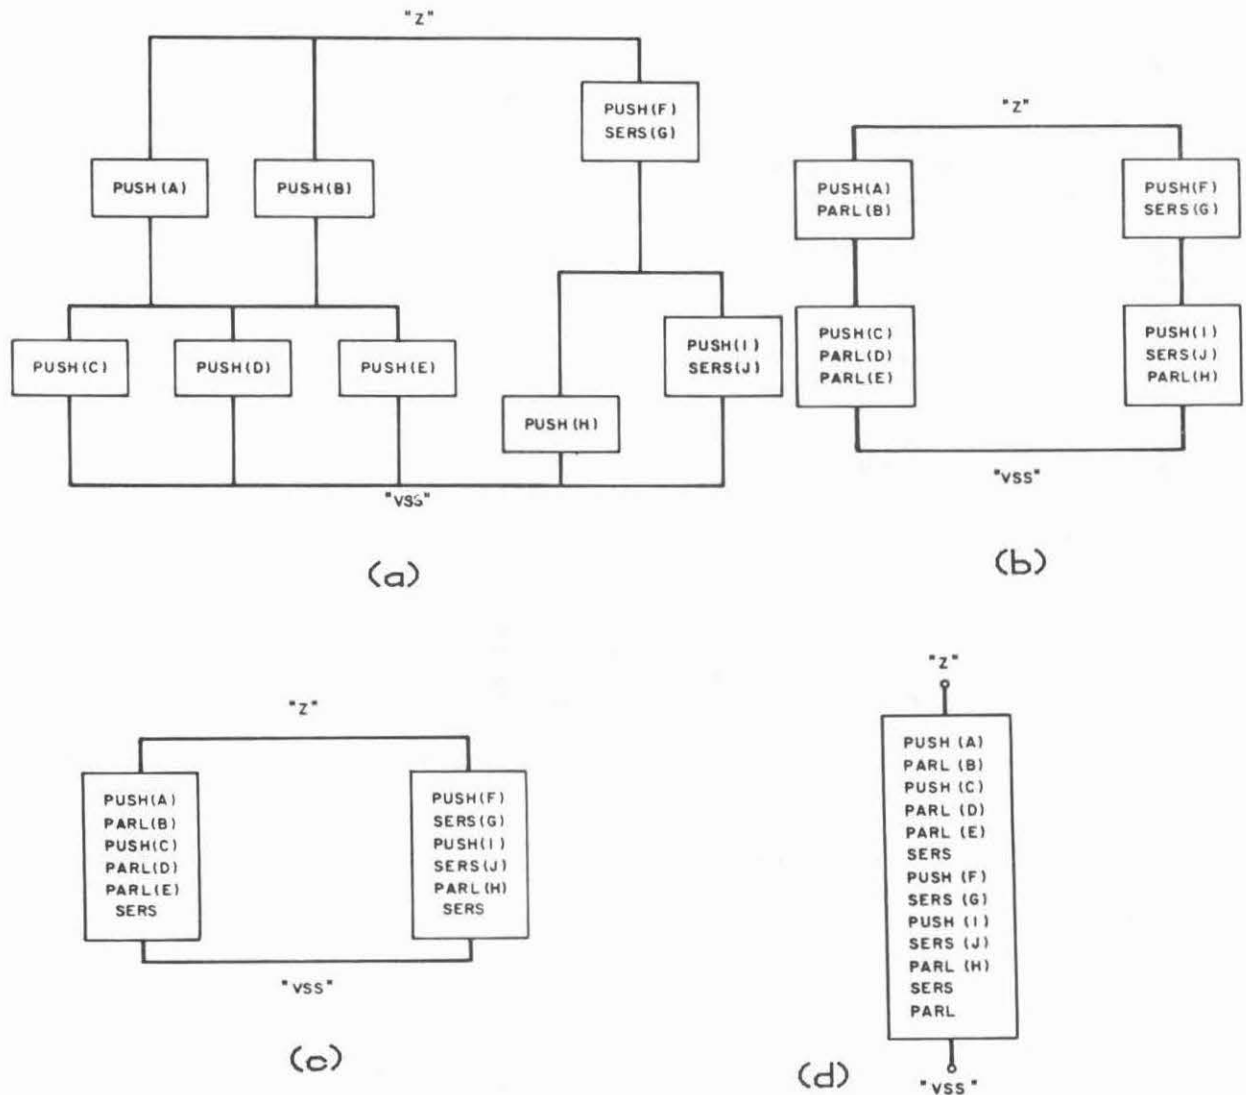 "Z"
PUSH(F)
SERS(G)
PUSH(A)
PUSH(B)
PUSH(C)
PUSH(D)
PUSH(E)
PUSH(I)
SERS(J)
PUSH(H)
"VSS"
(a)
"Z"
PUSH(A)
PARL(B)
PUSH(F)
SERS(G)
PUSH(C)
PARL(D)
PARL(E)
PUSH(I)
SERS(J)
PARL(H)
"VSS"
(b)
"Z"
PUSH(A)
PARL(B)
PUSH(C)
PARL(D)
PARL(E)
SERS
PUSH(F)
SERS(G)
PUSH(I)
SERS(J)
PARL(H)
SERS
"VSS"
(c)
"Z"
PUSH (A)
PARL (B)
PUSH (C)
PARL (D)
PARL (E)
SERS
PUSH (F)
SERS (G)
PUSH (I)
SERS (J)
PARL (H)
SERS
PARL
"VSS"
(d)